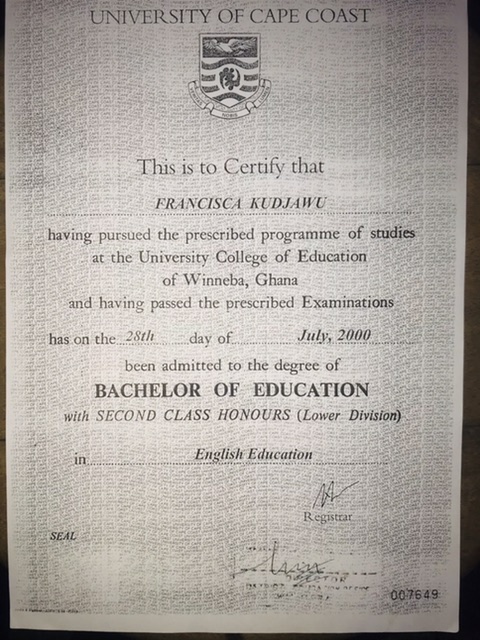 UNIVERSITY OF CAPE COAST
This is to Certify that
FRANCISCA KUDJAWU
having pursued the prescribed programme of studies
at the University College of Education
of Winneba, Ghana
and having passed the prescribed Examinations
has on the 28th day of July, 2000
been admitted to the degree of
BACHELOR OF EDUCATION
with SECOND CLASS HONOURS (Lower Division)
in English Education
Registrar
SEAL
007649